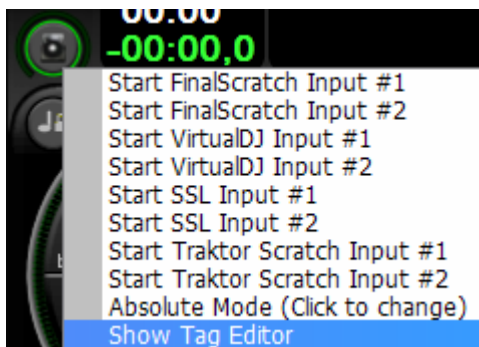 00:00
-00:00,0
Start FinalScratch Input #1
Start FinalScratch Input #2
Start VirtualDJ Input #1
Start VirtualDJ Input #2
Start SSL Input #1
Start SSL Input #2
Start Traktor Scratch Input #1
Start Traktor Scratch Input #2
Absolute Mode (Click to change)
Show Tag Editor